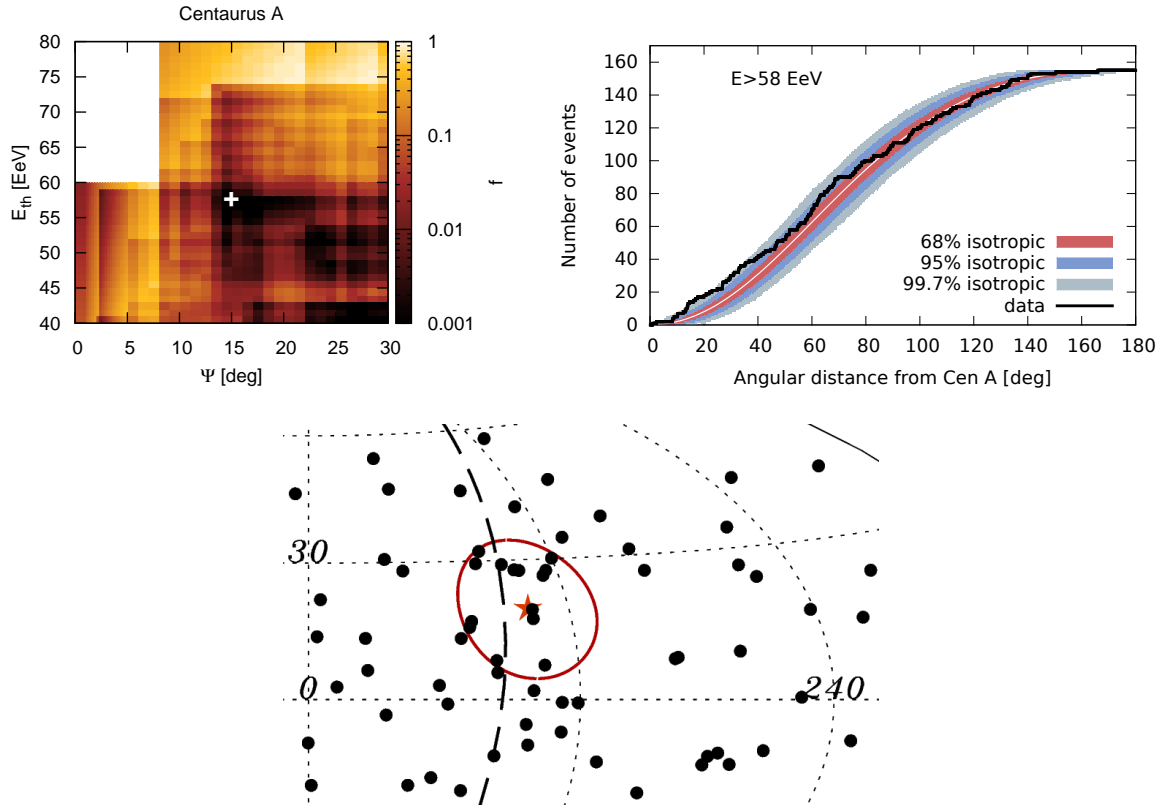 Centaurus A
80
75
70
65
60
55
50
45
40
E_th [EeV]
0 5 10 15 20 25 30
Ψ [deg]
1
0.1
0.01
0.001
f
160
140
120
100
80
60
40
20
0
Number of events
E>58 EeV
68% isotropic
95% isotropic
99.7% isotropic
data
0 20 40 60 80 100 120 140 160 180
Angular distance from Cen A [deg]
30
0
240